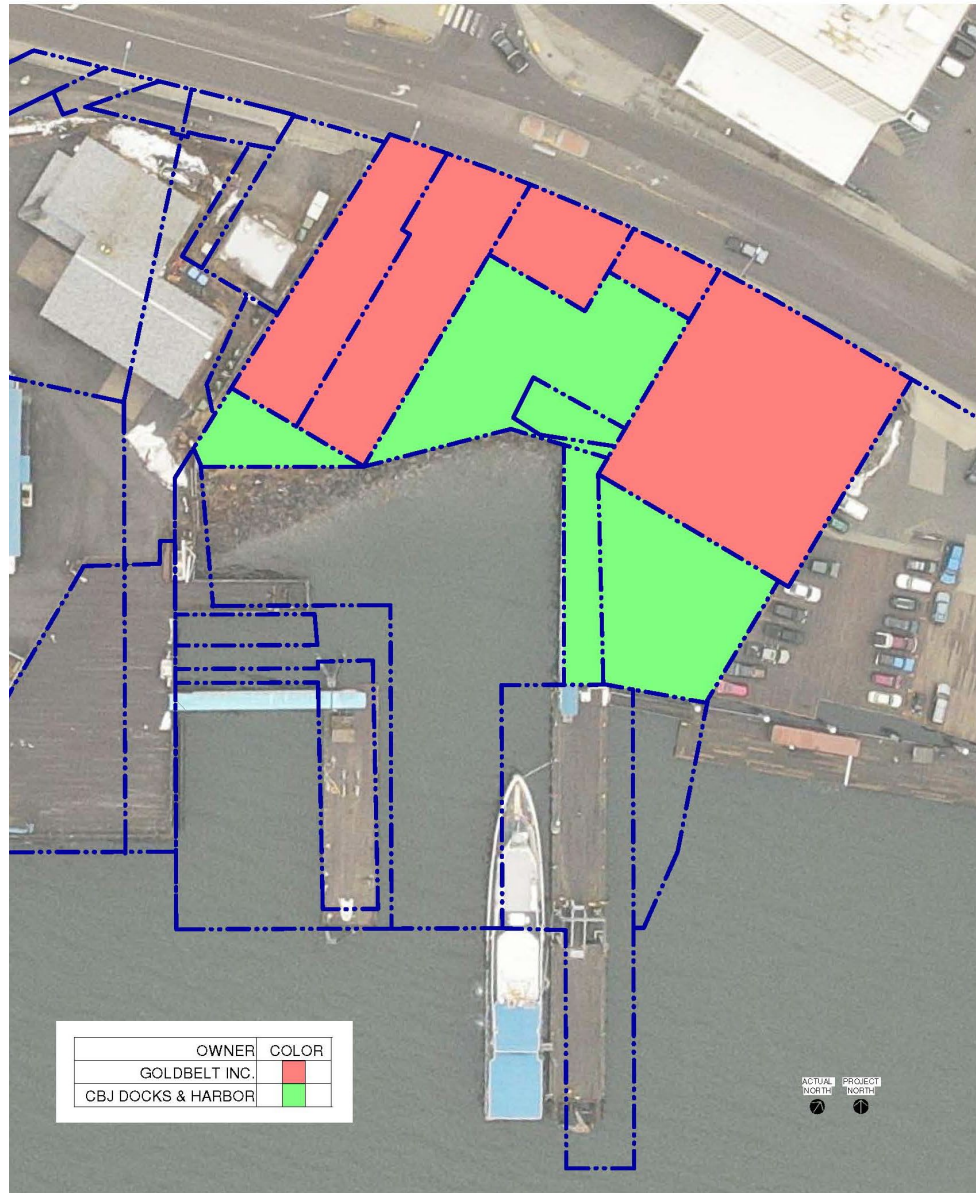 OWNER COLOR
GOLDBELT INC.
CBJ DOCKS & HARBOR
ACTUAL NORTH
PROJECT NORTH